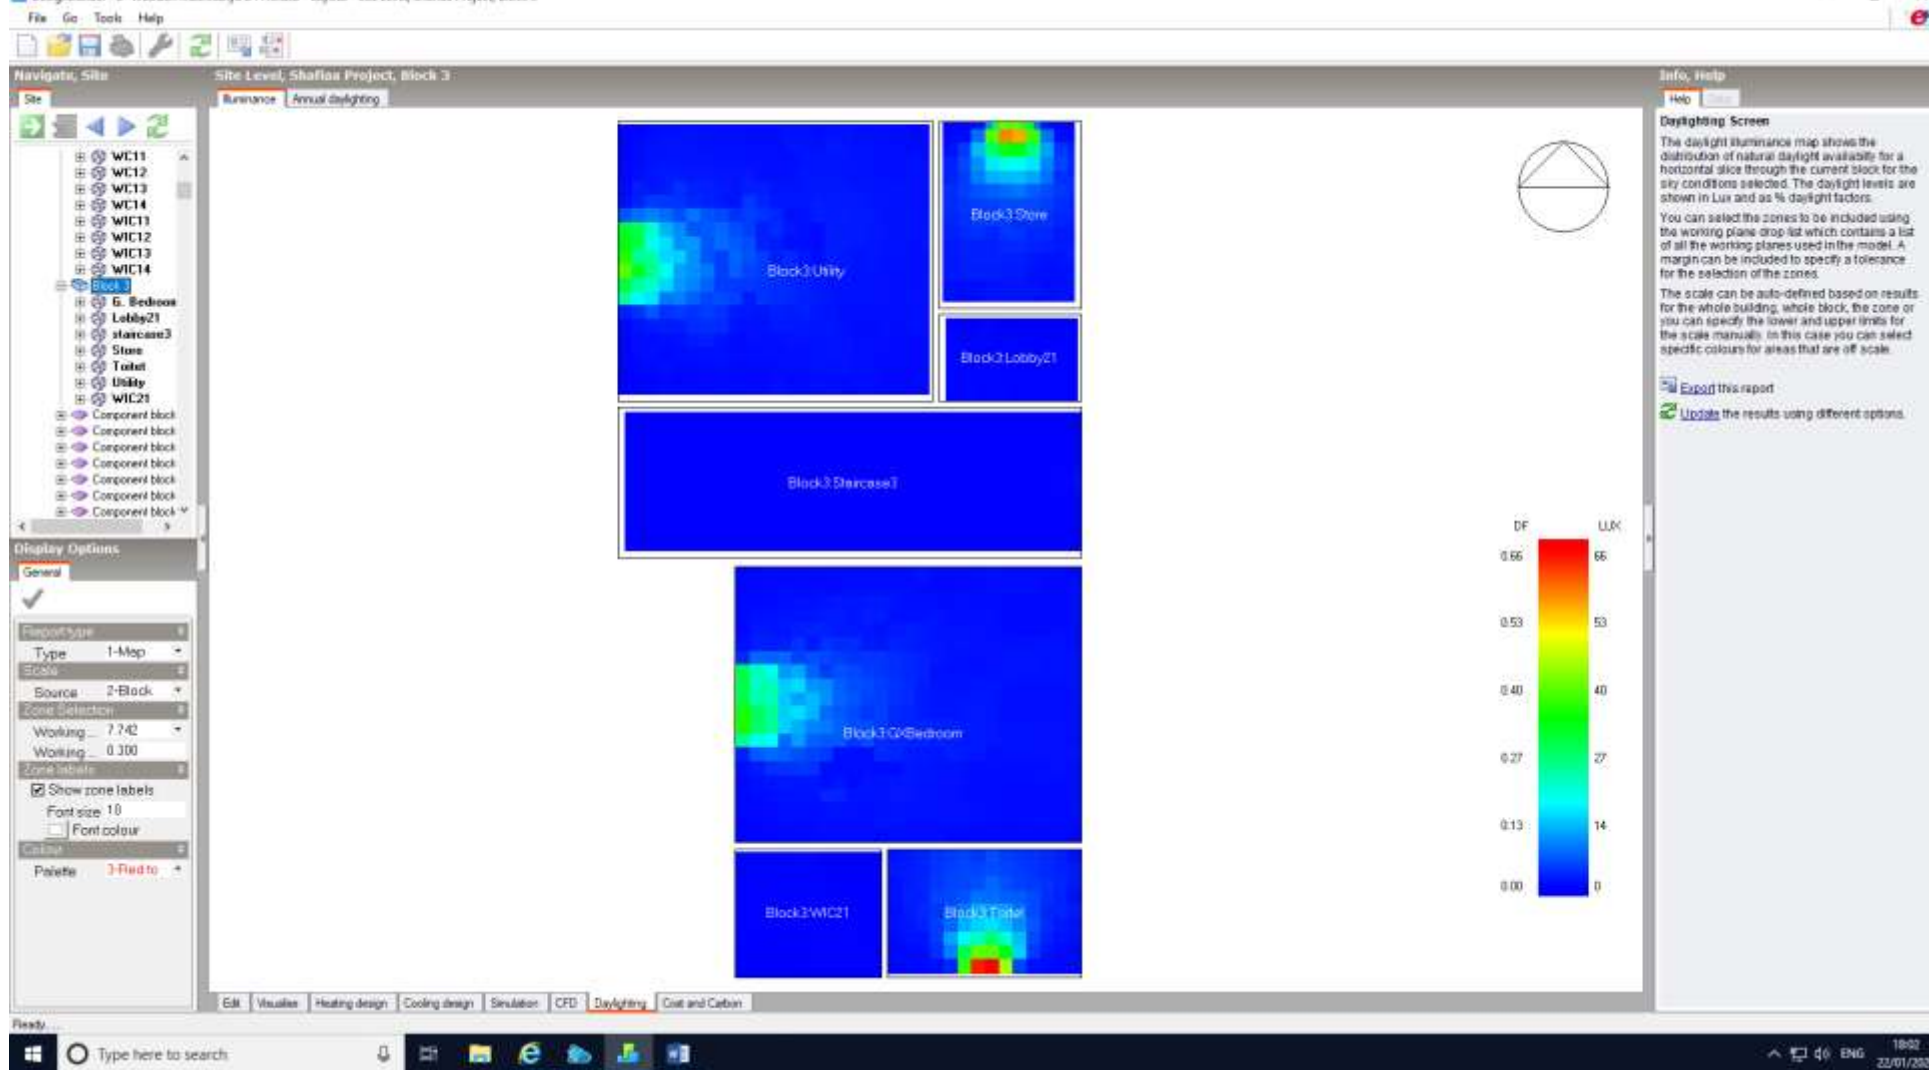 File Go Tools Help
Navigate, Site
Site
WC11
WC12
WC13
WC14
WIC11
WIC12
WIC13
WIC14
Block 3
G. Bedroom
Lobby21
staircase3
Store
Toilet
Utility
WIC21
Component block
Component block
Component block
Component block
Component block
Component block
Component block
Display Options
General
Report type
Type 1-Map
Scale
Source 2-Block
Zone Selection
Working ... 7.742
Working ... 0.300
Zone labels
Show zone labels
Font size 10
Font colour
Colour
Palette 3-Red to
Site Level, Shafiaa Project, Block 3
Illuminance Annual daylighting
Block3:Utility
Block3:Store
Block3:Lobby21
Block3:Staircase3
Block3:GXBedroom
Block3:WIC21
Block3:Toilet
DF LUX
0.66 66
0.53 53
0.40 40
0.27 27
0.13 14
0.00 0
Edit Visualise Heating design Cooling design Simulation CFD Daylighting Cost and Carbon
Info, Help
Help Data
Daylighting Screen
The daylight illuminance map shows the
distribution of natural daylight availability for a
horizontal slice through the current block for the
sky conditions selected. The daylight levels are
shown in Lux and as % daylight factors.
You can select the zones to be included using
the working plane drop list which contains a list
of all the working planes used in the model. A
margin can be included to specify a tolerance
for the selection of the zones.
The scale can be auto-defined based on results
for the whole building, whole block, the zone or
you can specify the lower and upper limits for
the scale manually. In this case you can select
specific colours for areas that are off scale.
Export this report
Update the results using different options.
Ready
Type here to search
ENG
18:02
22/01/202